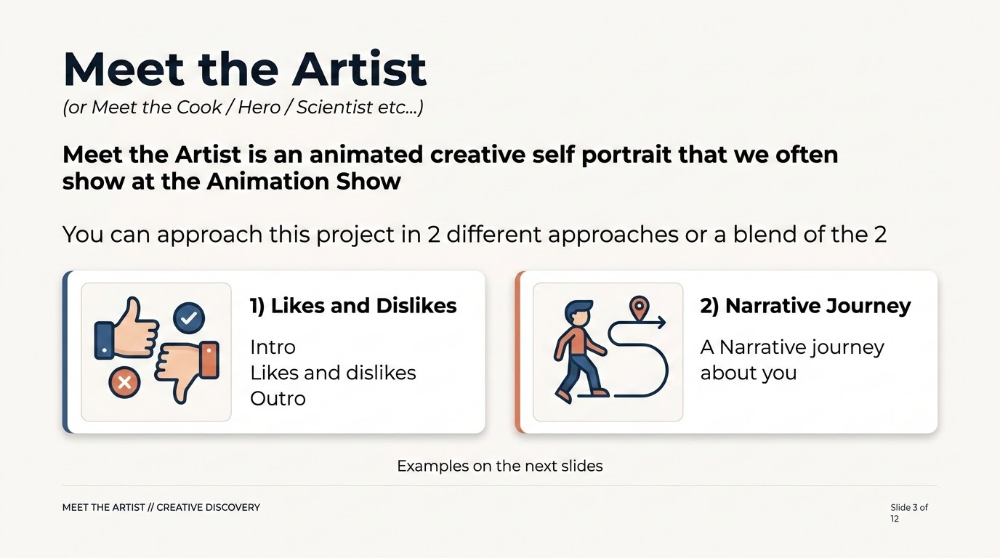 Meet the Artist
(or Meet the Cook / Hero / Scientist etc...)
Meet the Artist is an animated creative self portrait that we often
show at the Animation Show
You can approach this project in 2 different approaches or a blend of the 2
1) Likes and Dislikes
Intro
Likes and dislikes
Outro
2) Narrative Journey
A Narrative journey
about you
Examples on the next slides
MEET THE ARTIST // CREATIVE DISCOVERY
Slide 3 of
12